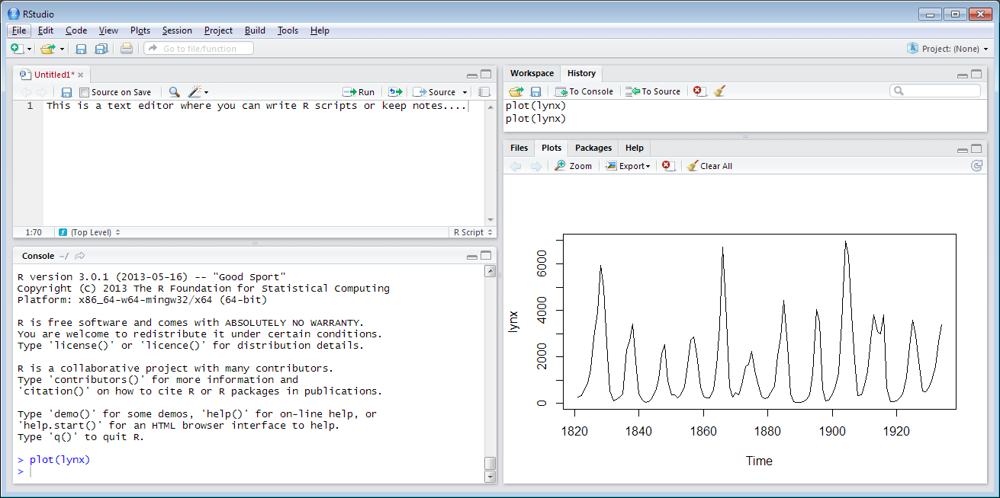 RStudio
File Edit Code View Plots Session Project Build Tools Help
Go to file/function Project: (None)
Untitled1*
Source on Save Run Source
1 This is a text editor where you can write R scripts or keep notes....
1:70 (Top Level) R Script
Console ~/
R version 3.0.1 (2013-05-16) -- "Good Sport"
Copyright (C) 2013 The R Foundation for Statistical Computing
Platform: x86_64-w64-mingw32/x64 (64-bit)
R is free software and comes with ABSOLUTELY NO WARRANTY.
You are welcome to redistribute it under certain conditions.
Type 'license()' or 'licence()' for distribution details.
R is a collaborative project with many contributors.
Type 'contributors()' for more information and
'citation()' on how to cite R or R packages in publications.
Type 'demo()' for some demos, 'help()' for on-line help, or
'help.start()' for an HTML browser interface to help.
Type 'q()' to quit R.
> plot(lynx)
>
Workspace History
To Console To Source
plot(lynx)
plot(lynx)
Files Plots Packages Help
Zoom Export Clear All
lynx
6000
4000
2000
0
1820 1840 1860 1880 1900 1920
Time